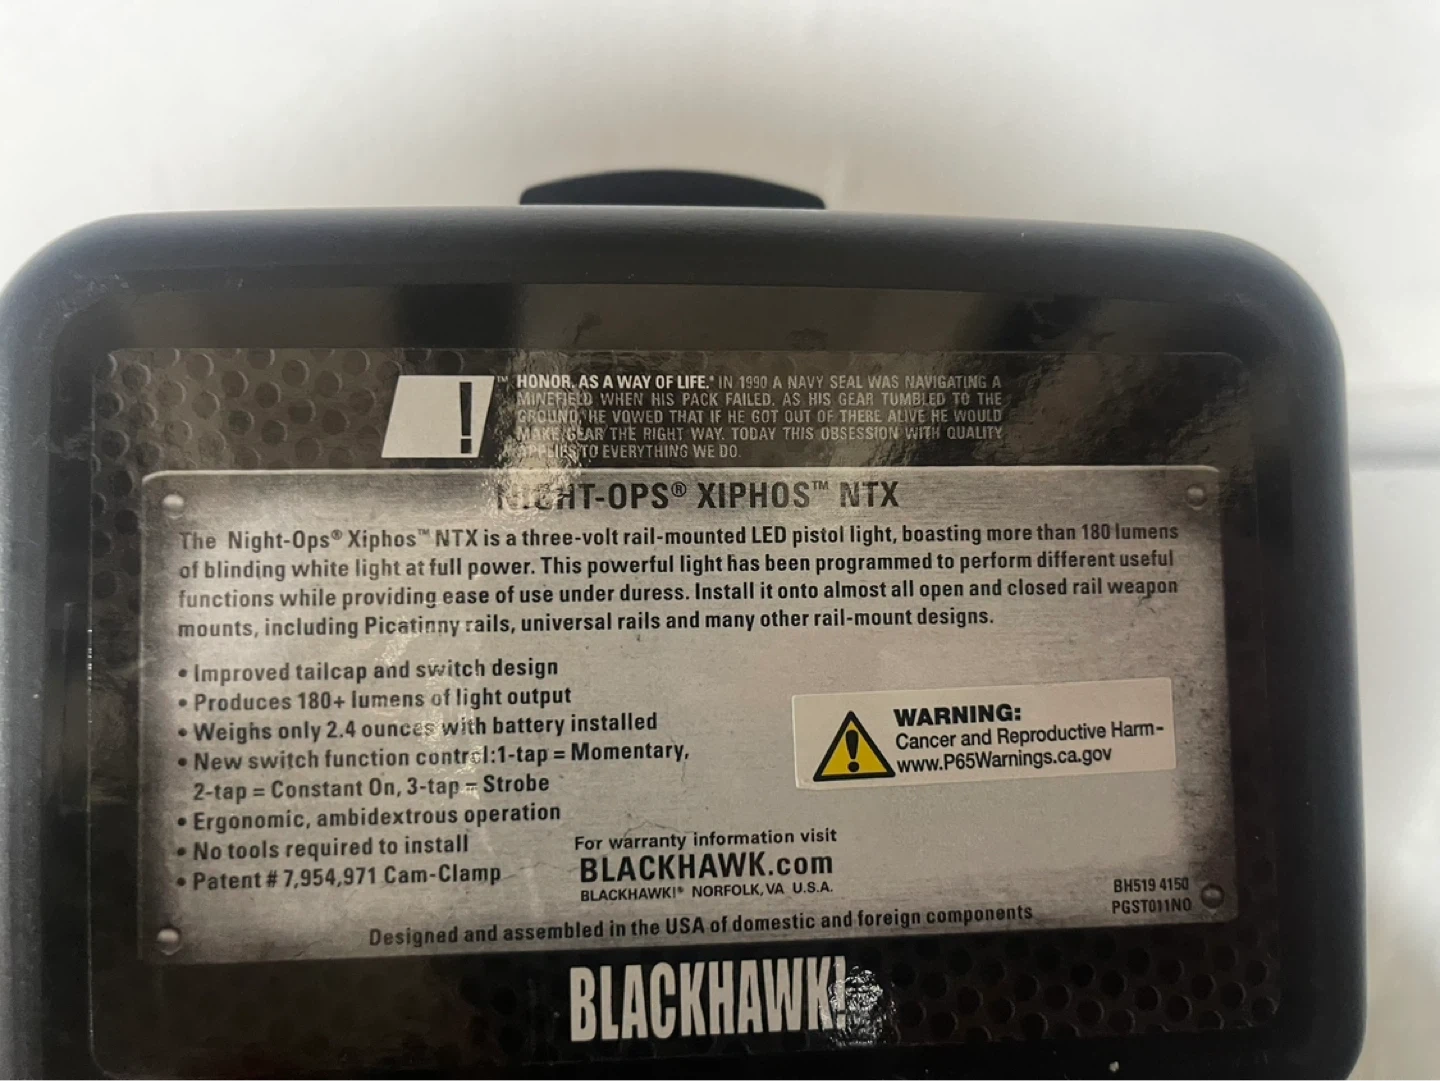 !™
HONOR. AS A WAY OF LIFE.® IN 1990 A NAVY SEAL WAS NAVIGATING A
MINEFIELD WHEN HIS PACK FAILED. AS HIS GEAR TUMBLED TO THE
GROUND, HE VOWED THAT IF HE GOT OUT OF THERE ALIVE HE WOULD
MAKE GEAR THE RIGHT WAY. TODAY THIS OBSESSION WITH QUALITY
APPLIES TO EVERYTHING WE DO.
NIGHT-OPS® XIPHOS™ NTX
The Night-Ops® Xiphos™ NTX is a three-volt rail-mounted LED pistol light, boasting more than 180 lumens
of blinding white light at full power. This powerful light has been programmed to perform different useful
functions while providing ease of use under duress. Install it onto almost all open and closed rail weapon
mounts, including Picatinny rails, universal rails and many other rail-mount designs.
• Improved tailcap and switch design
• Produces 180+ lumens of light output
• Weighs only 2.4 ounces with battery installed
• New switch function control:1-tap = Momentary,
2-tap = Constant On, 3-tap = Strobe
• Ergonomic, ambidextrous operation
• No tools required to install
• Patent # 7,954,971 Cam-Clamp
WARNING:
Cancer and Reproductive Harm-
www.P65Warnings.ca.gov
For warranty information visit
BLACKHAWK.com
BLACKHAWK!® NORFOLK, VA U.S.A.
BH519 4150
PGST011NO
Designed and assembled in the USA of domestic and foreign components
BLACKHAWK!